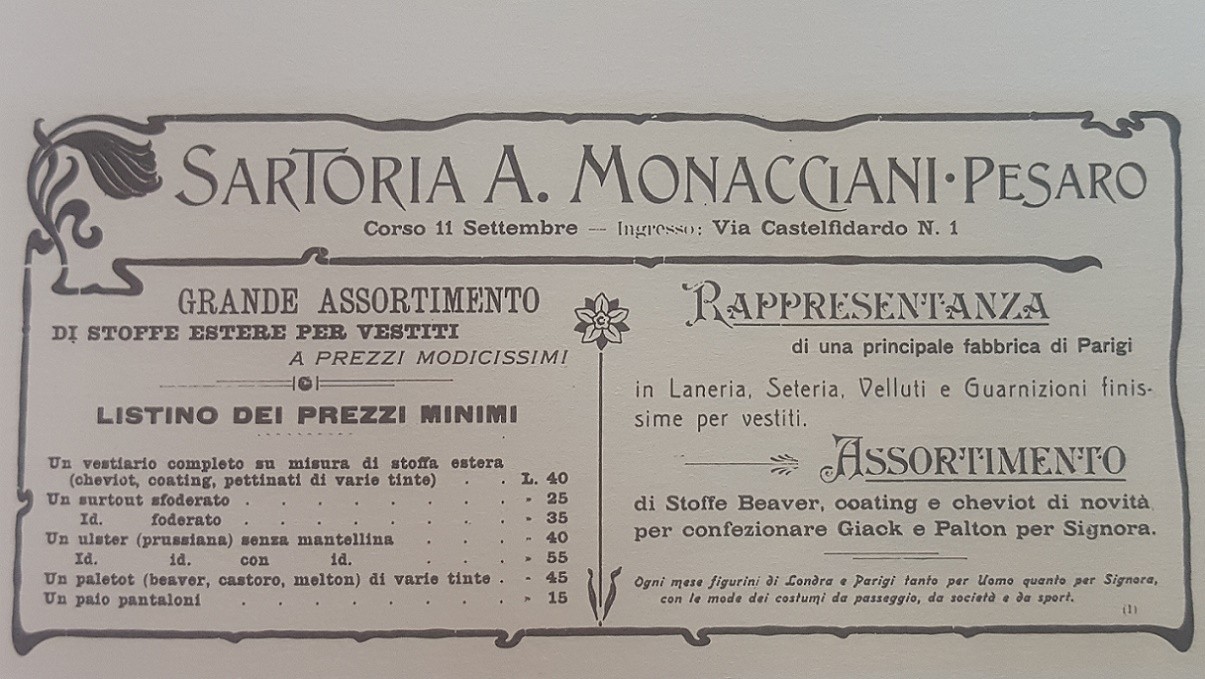 SARTORIA A. MONACCIANI · PESARO
Corso 11 Settembre — Ingresso: Via Castelfidardo N. 1
GRANDE ASSORTIMENTO
DI STOFFE ESTERE PER VESTITI
A PREZZI MODICISSIMI
LISTINO DEI PREZZI MINIMI
Un vestiario completo su misura di stoffa estera
(cheviot, coating, pettinati di varie tinte) . . L. 40
Un surtout sfoderato . . . . . . . . » 25
Id. foderato . . . . . . . . » 35
Un ulster (prussiana) senza mantellina . . . » 40
Id. id. con id. . . . » 55
Un paletot (beaver, castoro, melton) di varie tinte . » 45
Un paio pantaloni . . . . . . . . » 15
RAPPRESENTANZA
di una principale fabbrica di Parigi
in Laneria, Seteria, Velluti e Guarnizioni finis-
sime per vestiti.
ASSORTIMENTO
di Stoffe Beaver, coating e cheviot di novità
per confezionare Giack e Palton per Signora.
Ogni mese figurini di Londra e Parigi tanto per Uomo quanto per Signora,
con le mode dei costumi da passeggio, da società e da sport.
(1)